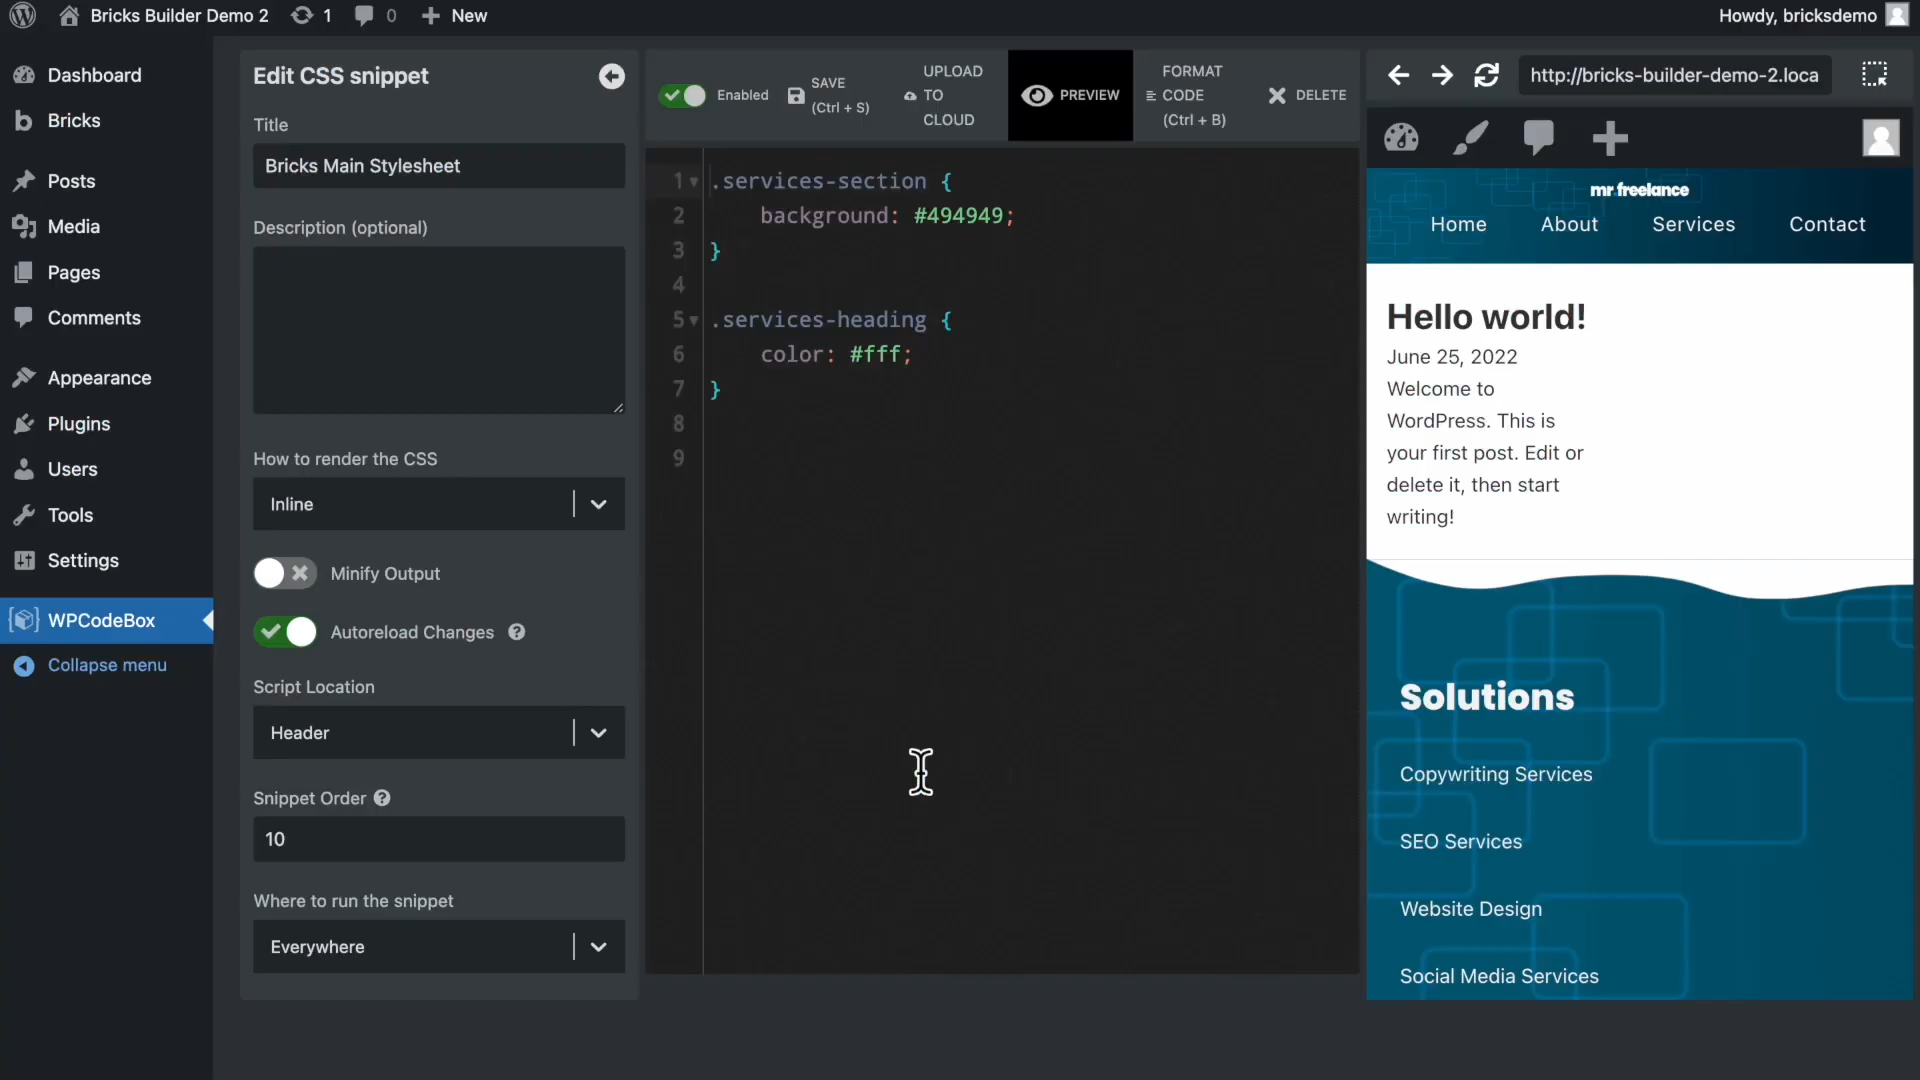 Bricks Builder Demo 2
1
0
New
Howdy, bricksdemo
Dashboard
Bricks
Posts
Media
Pages
Comments
Appearance
Plugins
Users
Tools
Settings
WPCodeBox
Collapse menu
Edit CSS snippet
Title
Bricks Main Stylesheet
Description (optional)
How to render the CSS
Inline
Minify Output
Autoreload Changes
Script Location
Header
Snippet Order
10
Where to run the snippet
Everywhere
Enabled
SAVE
(Ctrl + S)
UPLOAD
TO
CLOUD
PREVIEW
FORMAT
CODE
(Ctrl + B)
DELETE
1 .services-section {
2 background: #494949;
3 }
4
5 .services-heading {
6 color: #fff;
7 }
8
9
http://bricks-builder-demo-2.loca
mr.freelance
Home About Services Contact
Hello world!
June 25, 2022
Welcome to
WordPress. This is
your first post. Edit or
delete it, then start
writing!
Solutions
Copywriting Services
SEO Services
Website Design
Social Media Services